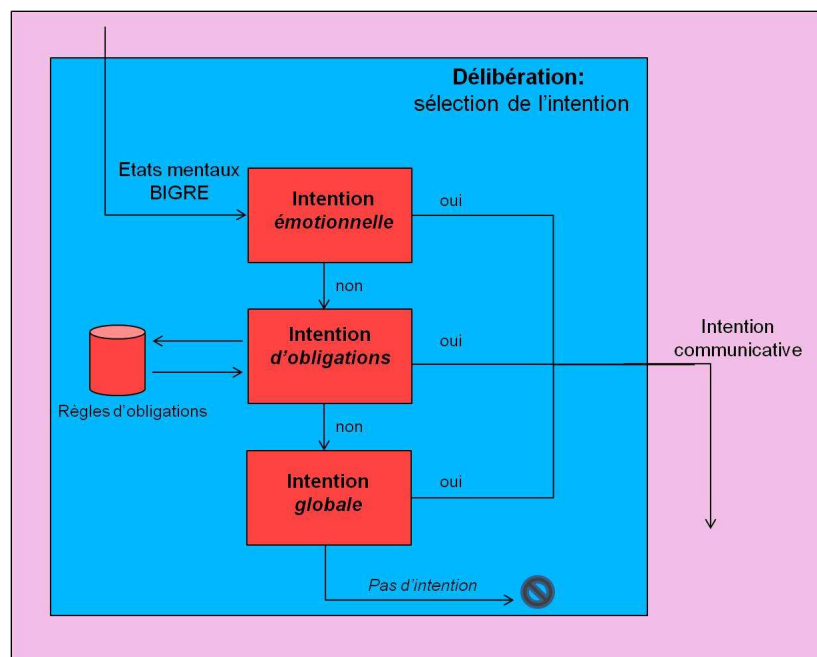 Délibération:
sélection de l'intention
Etats mentaux
BIGRE
Intention
émotionnelle
oui
non
Intention
d'obligations
oui
Intention
communicative
Règles d'obligations
non
Intention
globale
oui
Pas d'intention